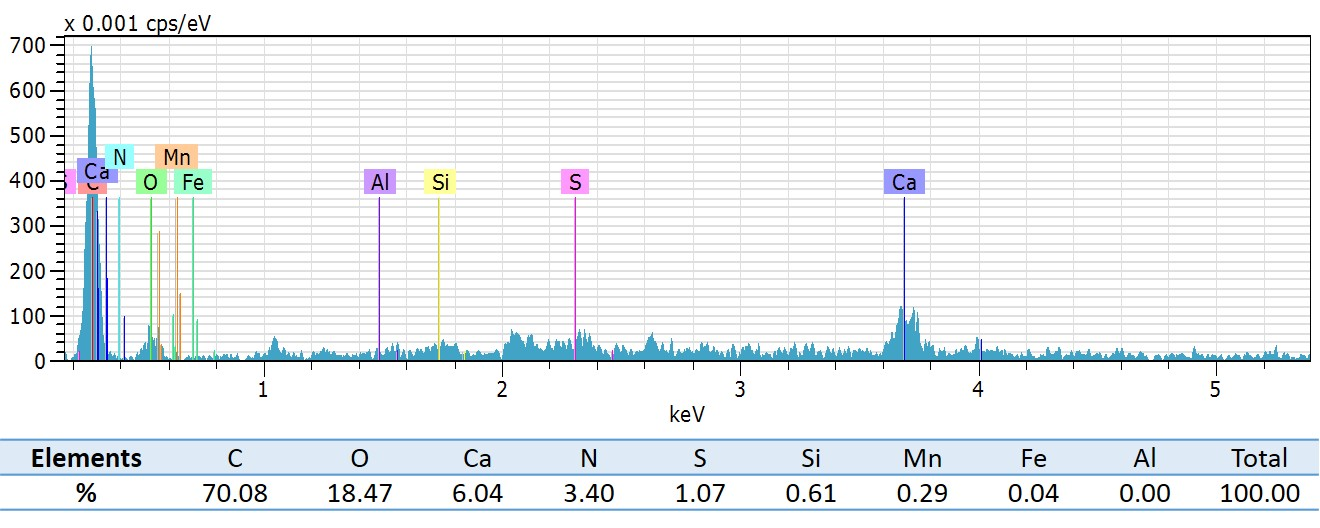 x 0.001 cps/eV
700
600
500
400
300
200
100
0
N Mn
Ca
C O Fe Al Si S Ca
1 2 3 4 5
keV
Elements C O Ca N S Si Mn Fe Al Total
% 70.08 18.47 6.04 3.40 1.07 0.61 0.29 0.04 0.00 100.00